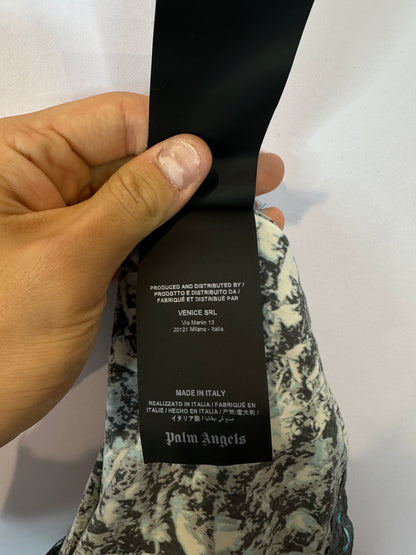 PRODUCED AND DISTRIBUTED BY /
PRODOTTO E DISTRIBUITO DA /
FABRIQUÉ ET DISTRIBUÉ PAR
VENICE SRL
Via Manin 13
20121 Milano - Italia
MADE IN ITALY
REALIZZATO IN ITALIA / FABRIQUÉ EN
ITALIE / HECHO EN ITALIA / 产地:意大利 /
イタリア製 / صنع في إيطاليا
Palm Angels